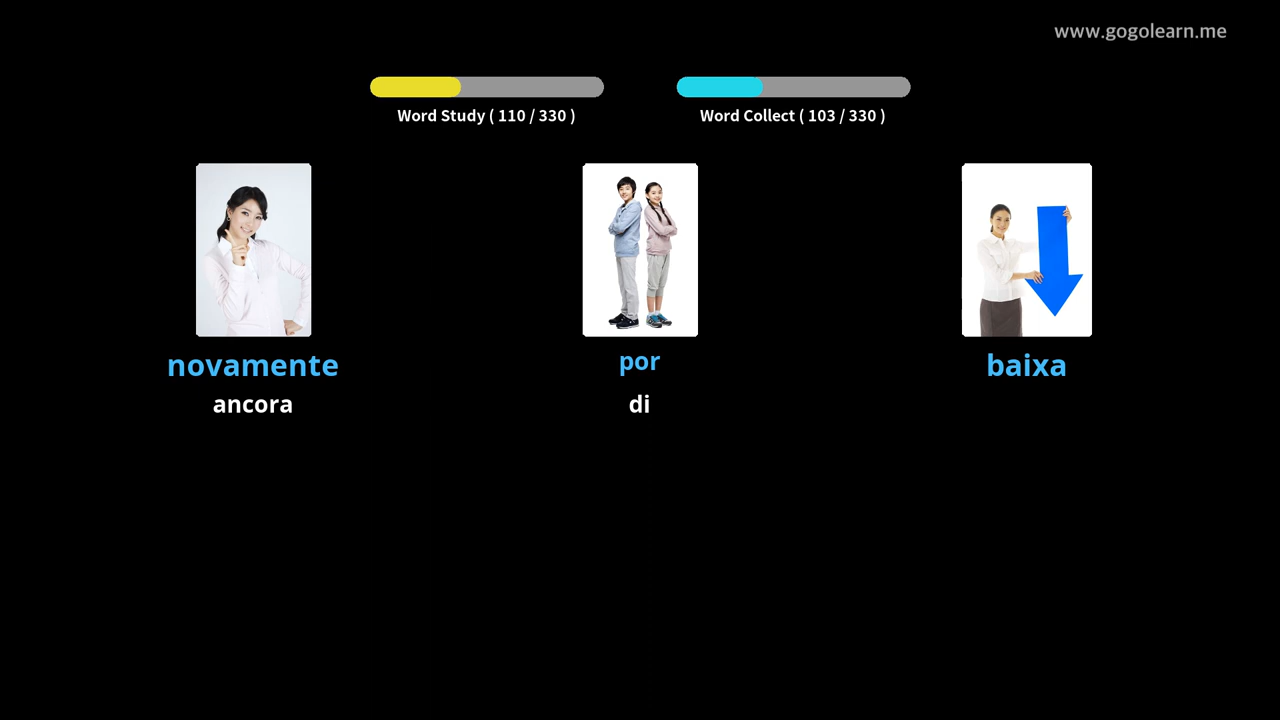 www.gogolearn.me
Word Study ( 110 / 330 )
Word Collect ( 103 / 330 )
novamente
ancora
por
di
baixa